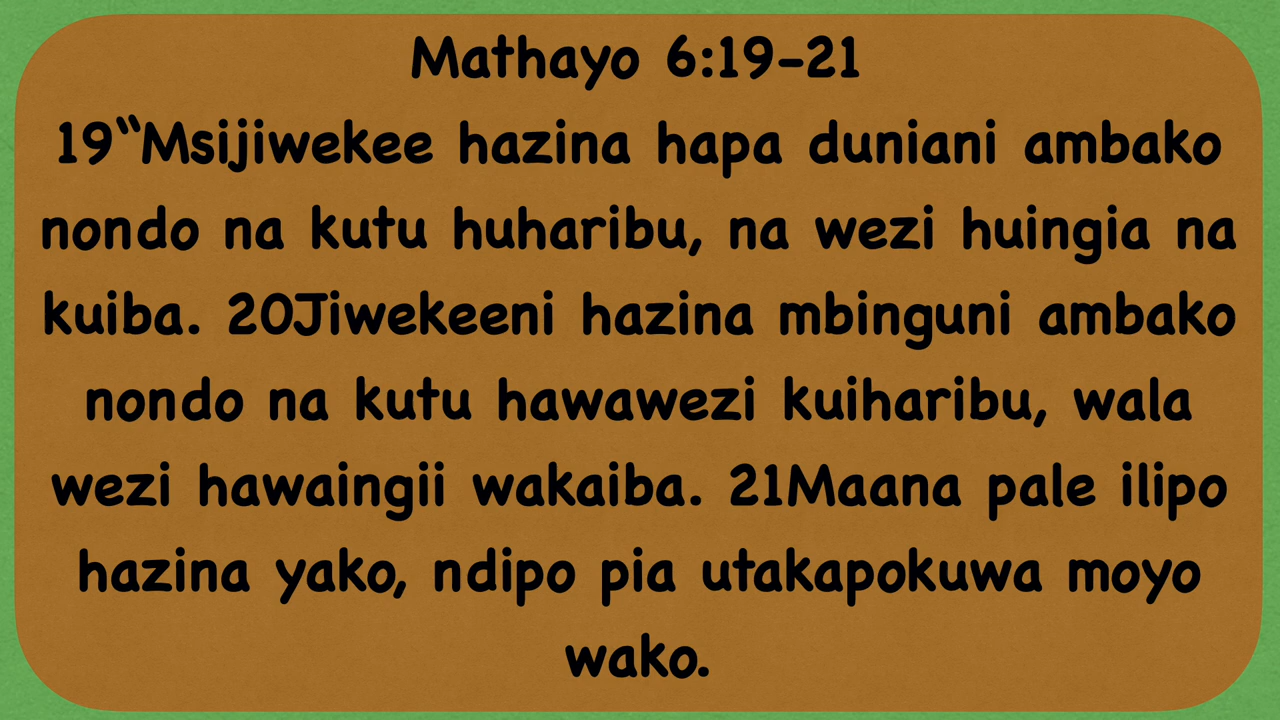 Mathayo 6:19-21
19“Msijiwekee hazina hapa duniani ambako
nondo na kutu huharibu, na wezi huingia na
kuiba. 20Jiwekeeni hazina mbinguni ambako
nondo na kutu hawawezi kuiharibu, wala
wezi hawaingii wakaiba. 21Maana pale ilipo
hazina yako, ndipo pia utakapokuwa moyo
wako.